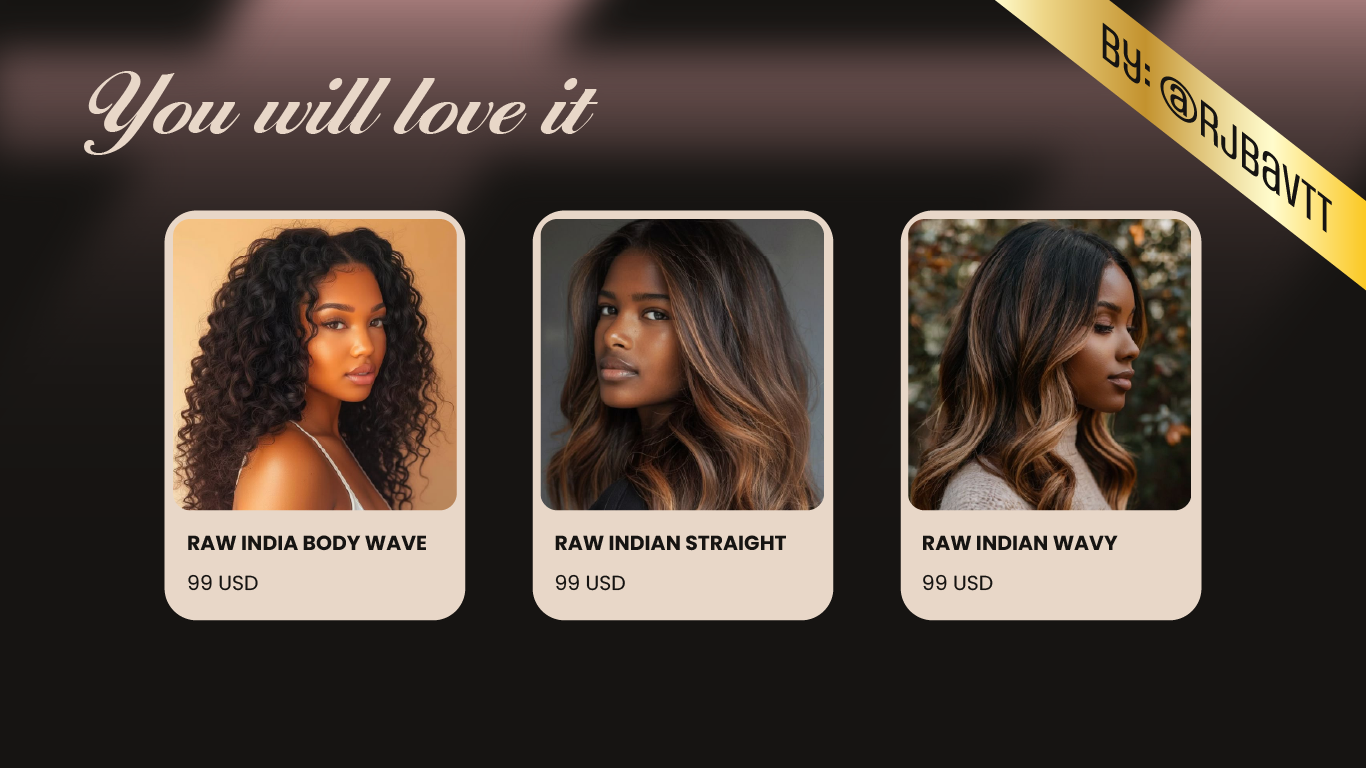 You will love it
BY: @RJBaVTT
RAW INDIA BODY WAVE
99 USD
RAW INDIAN STRAIGHT
99 USD
RAW INDIAN WAVY
99 USD